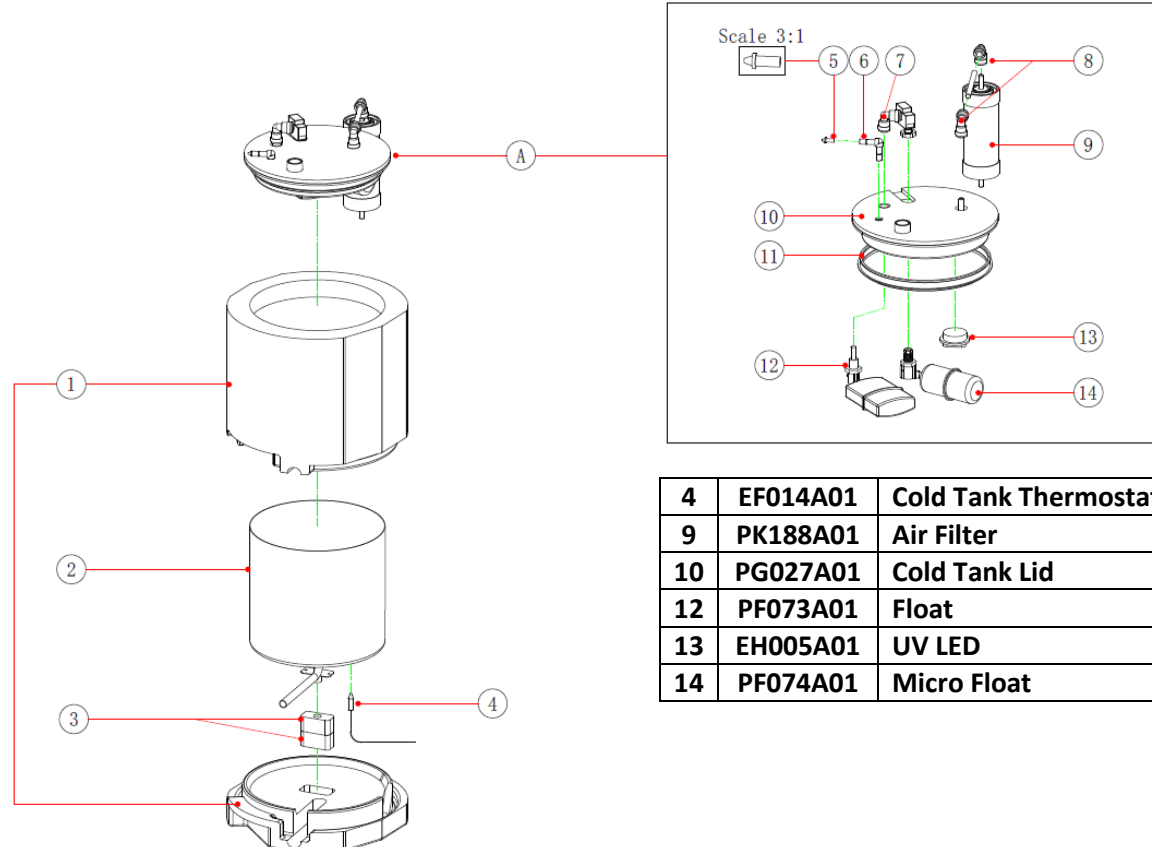 Scale 3:1
5
6
7
8
A
9
10
11
1
13
12
14
4 EF014A01 Cold Tank Thermostat
9 PK188A01 Air Filter
10 PG027A01 Cold Tank Lid
12 PF073A01 Float
13 EH005A01 UV LED
14 PF074A01 Micro Float
2
4
3